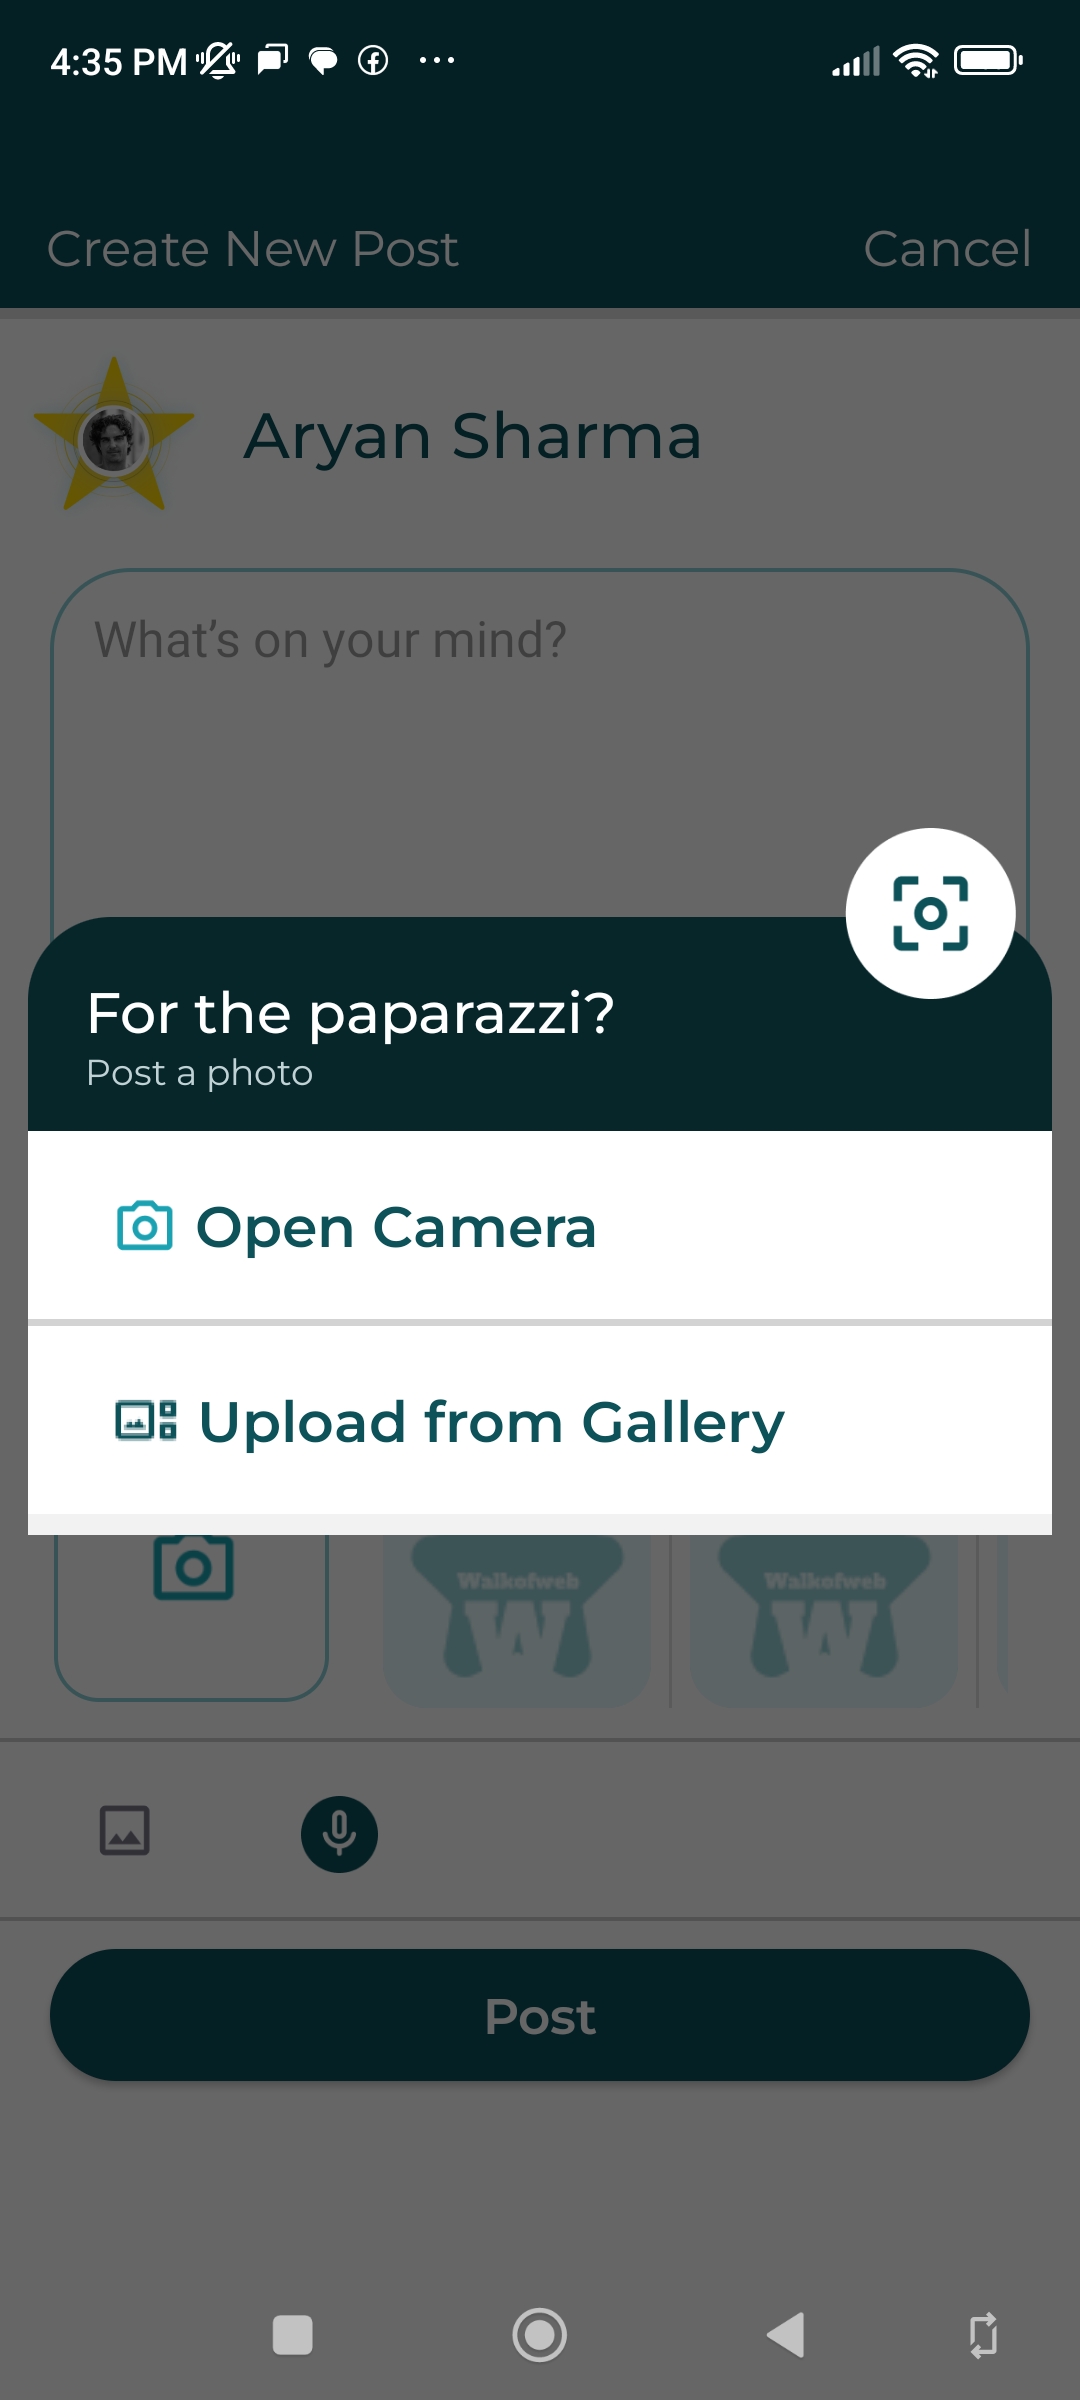 4:35 PM
Create New Post
Cancel
Aryan Sharma
What's on your mind?
For the paparazzi?
Post a photo
Open Camera
Upload from Gallery
Walkofweb
W
Walkofweb
W
Post